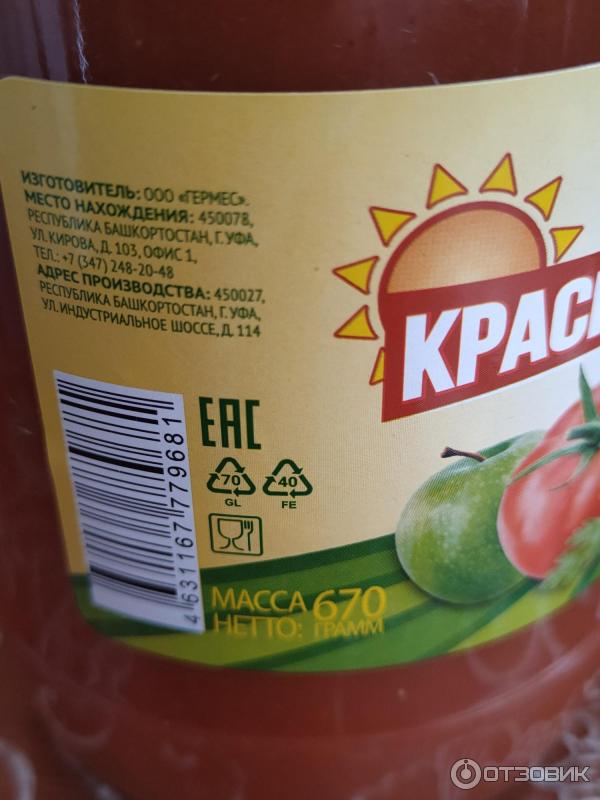 ИЗГОТОВИТЕЛЬ: ООО «ГЕРМЕС».
МЕСТО НАХОЖДЕНИЯ: 450078,
РЕСПУБЛИКА БАШКОРТОСТАН, Г. УФА,
УЛ. КИРОВА, Д. 103, ОФИС 1,
ТЕЛ.: +7 (347) 248-20-48
АДРЕС ПРОИЗВОДСТВА: 450027,
РЕСПУБЛИКА БАШКОРТОСТАН, Г. УФА,
УЛ. ИНДУСТРИАЛЬНОЕ ШОССЕ, Д. 114
КРАС
EAC
70 40
GL FE
4 631167 779681
МАССА 670
НЕТТО: ГРАММ
ОТЗОВИК